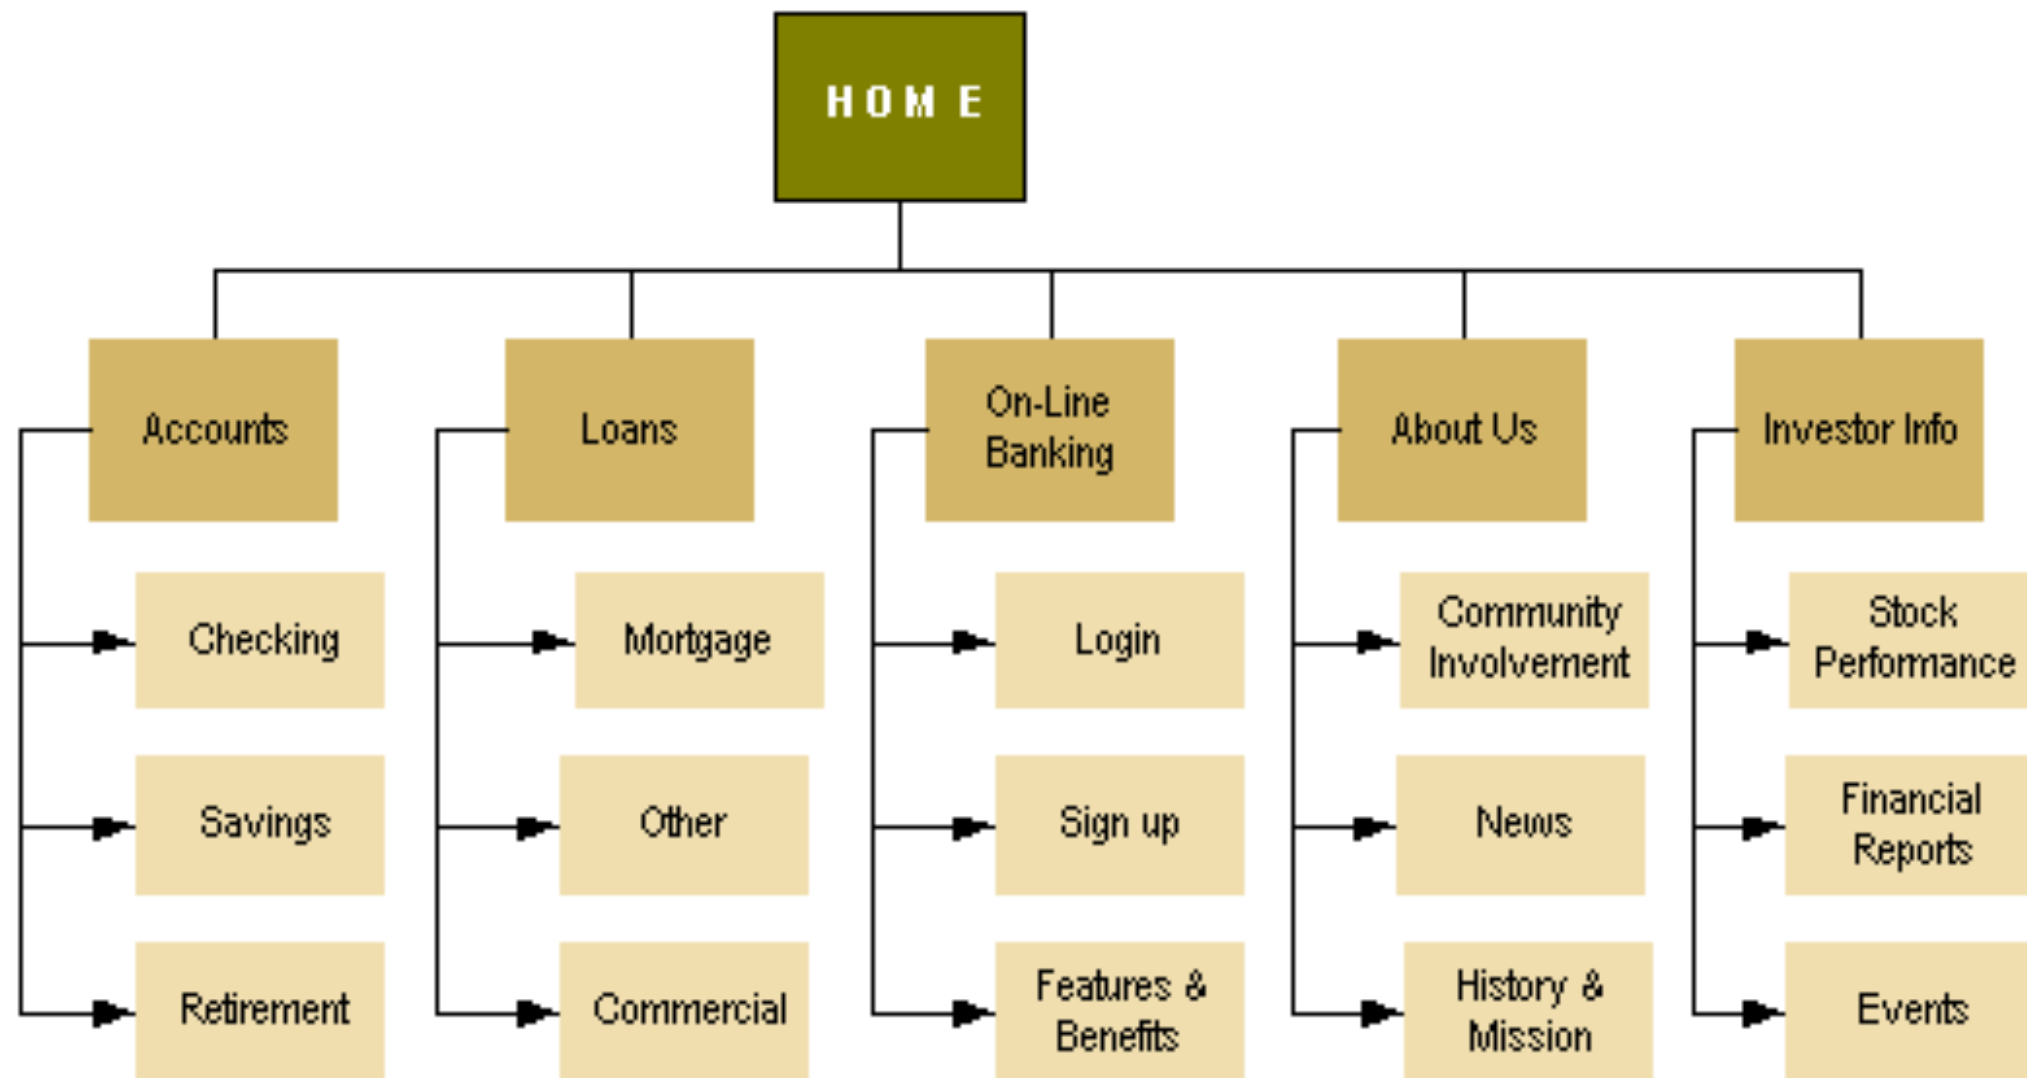 HOME
Accounts
Loans
On-Line
Banking
About Us
Investor Info
Checking
Mortgage
Login
Community
Involvement
Stock
Performance
Savings
Other
Sign up
News
Financial
Reports
Retirement
Commercial
Features &
Benefits
History &
Mission
Events